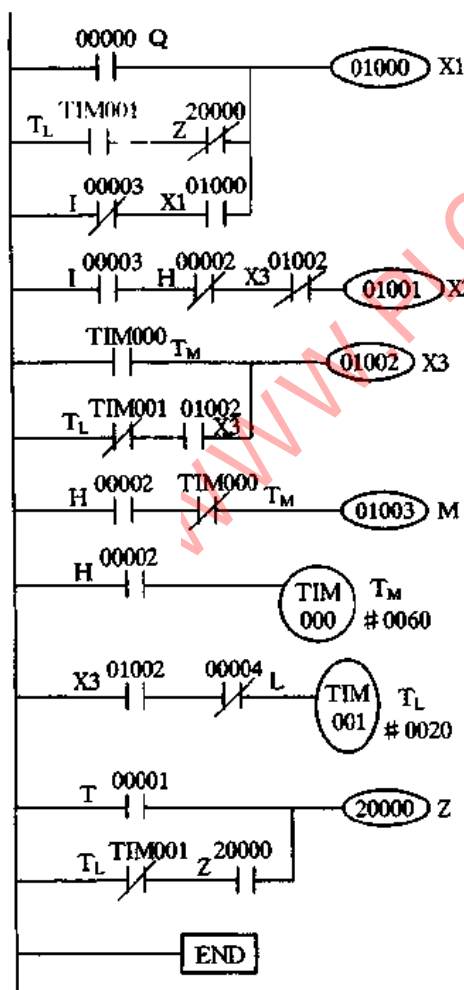 00000 Q
01000 X1
TIM001 20000
TL Z
00003 01000
I X1
00003 00002 01002
I H X3 01001
TIM000
TM 01002 X3
TIM001 01002
TL X3
00002 TIM000
H TM 01003 M
00002
H TIM 000 TM #0060
01002 00004
X3 L TIM 001 TL #0020
00001
T 20000 Z
TIM001 20000
TL Z
END